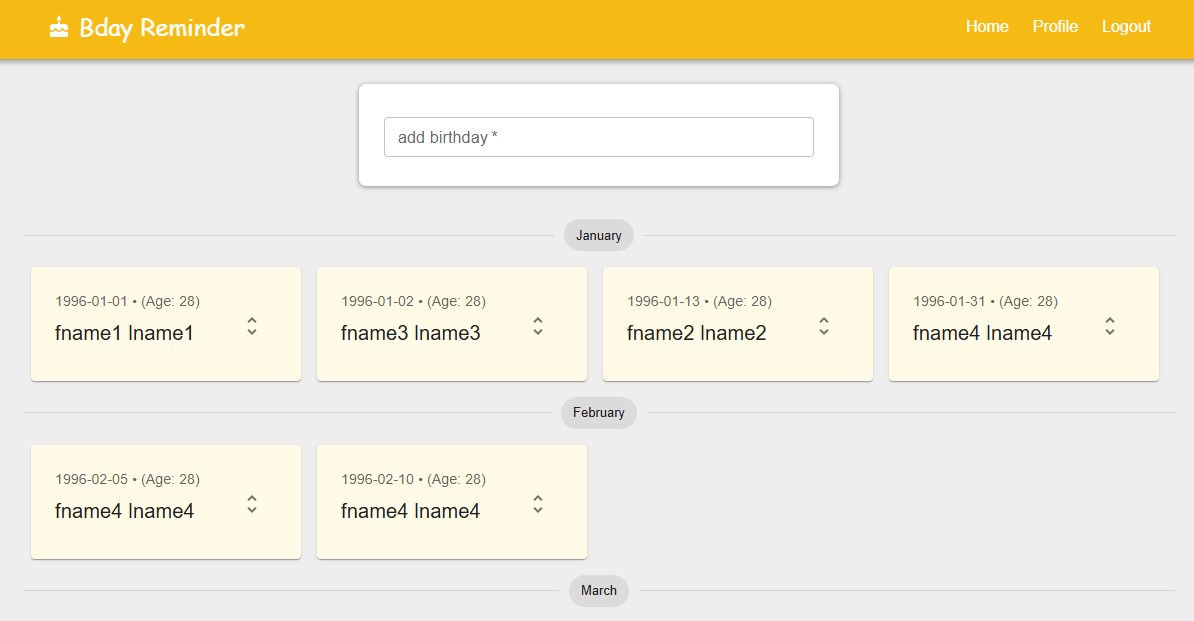 Bday Reminder
Home Profile Logout
add birthday *
January
1996-01-01 • (Age: 28)
fname1 lname1
1996-01-02 • (Age: 28)
fname3 lname3
1996-01-13 • (Age: 28)
fname2 lname2
1996-01-31 • (Age: 28)
fname4 lname4
February
1996-02-05 • (Age: 28)
fname4 lname4
1996-02-10 • (Age: 28)
fname4 lname4
March